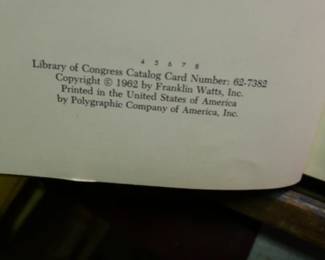 4 5 6 7 8
Library of Congress Catalog Card Number: 62-7382
Copyright © 1962 by Franklin Watts, Inc.
Printed in the United States of America
by Polygraphic Company of America, Inc.